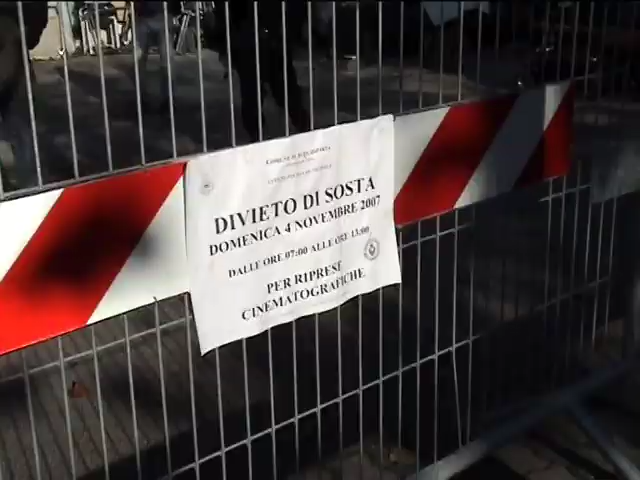 DIVIETO DI SOSTA
DOMENICA 4 NOVEMBRE 2007
DALLE ORE 07:00 ALLE ORE 13:00
PER RIPRESE
CINEMATOGRAFICHE